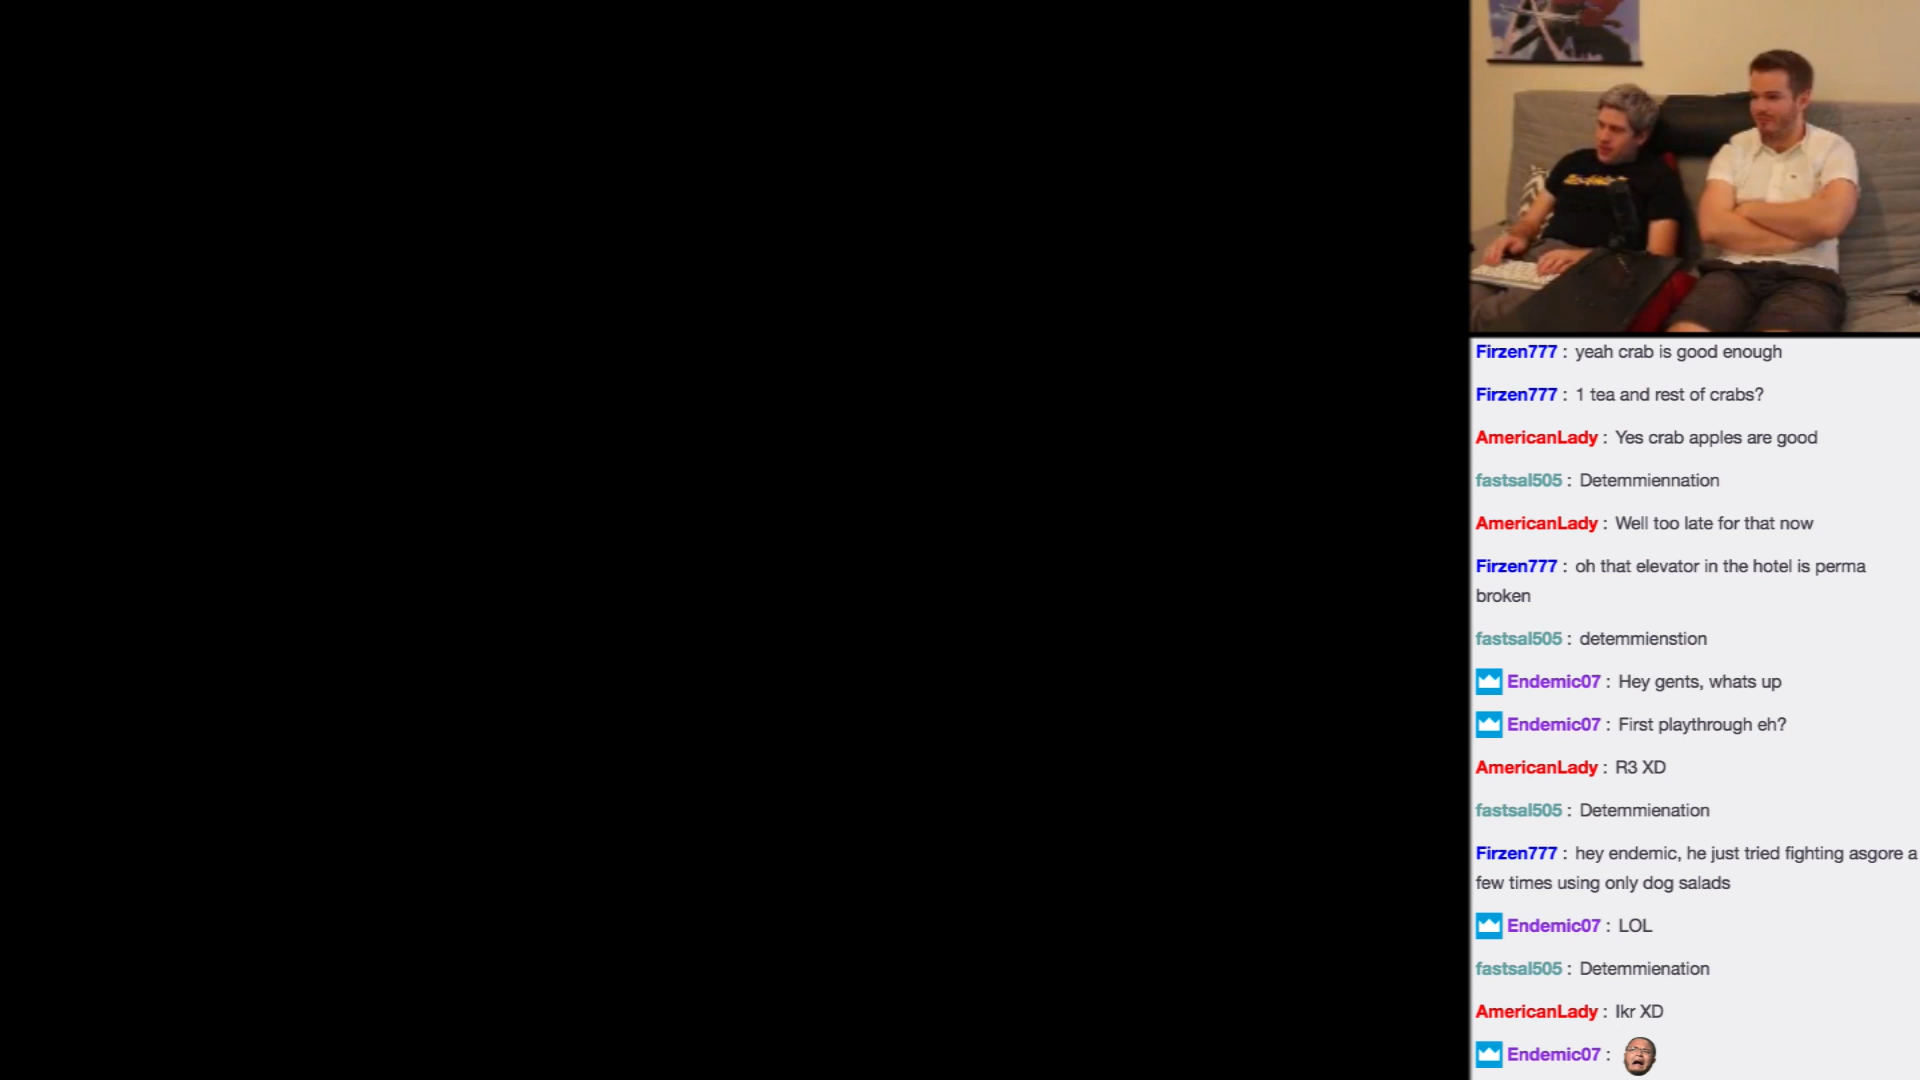 Firzen777 : yeah crab is good enough
Firzen777 : 1 tea and rest of crabs?
AmericanLady : Yes crab apples are good
fastsal505 : Detemmiennation
AmericanLady : Well too late for that now
Firzen777 : oh that elevator in the hotel is perma
broken
fastsal505 : detemmienstion
Endemic07 : Hey gents, whats up
Endemic07 : First playthrough eh?
AmericanLady : R3 XD
fastsal505 : Detemmienation
Firzen777 : hey endemic, he just tried fighting asgore a
few times using only dog salads
Endemic07 : LOL
fastsal505 : Detemmienation
AmericanLady : Ikr XD
Endemic07 :